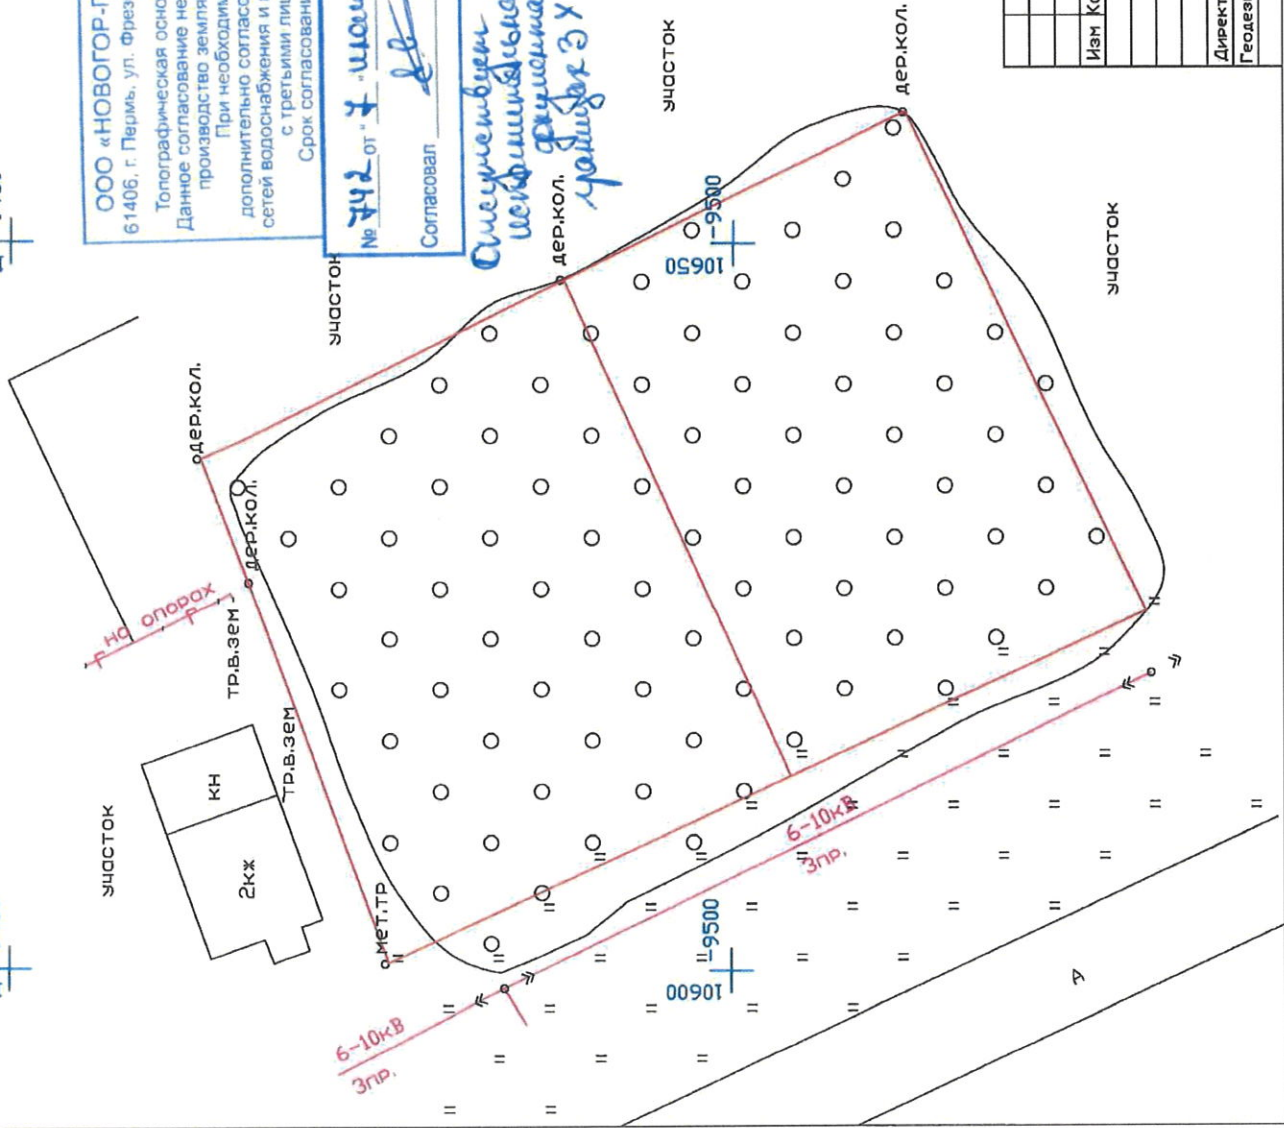 ООО «НОВОГОР-П
61406, г. Пермь, ул. Фрез
Топографическая осно
Данное согласование не
производство земля
При необходим
дополнительно согласо
сетей водоснабжения и
с третьими лиц
Срок согласовани
№ 742 от "7"
Согласовал
участок
участок
участок
участок
дер.кол.
дер.кол.
дер.кол.
дер.кол.
на опорах
Г
Г
тр.в.зем
тр.в.зем
кн
2кж
мет.тр
10650
-9500
10600
-9500
6-10кВ
3пр.
6-10кВ
3пр.
А
Изм
Директ
Геодез